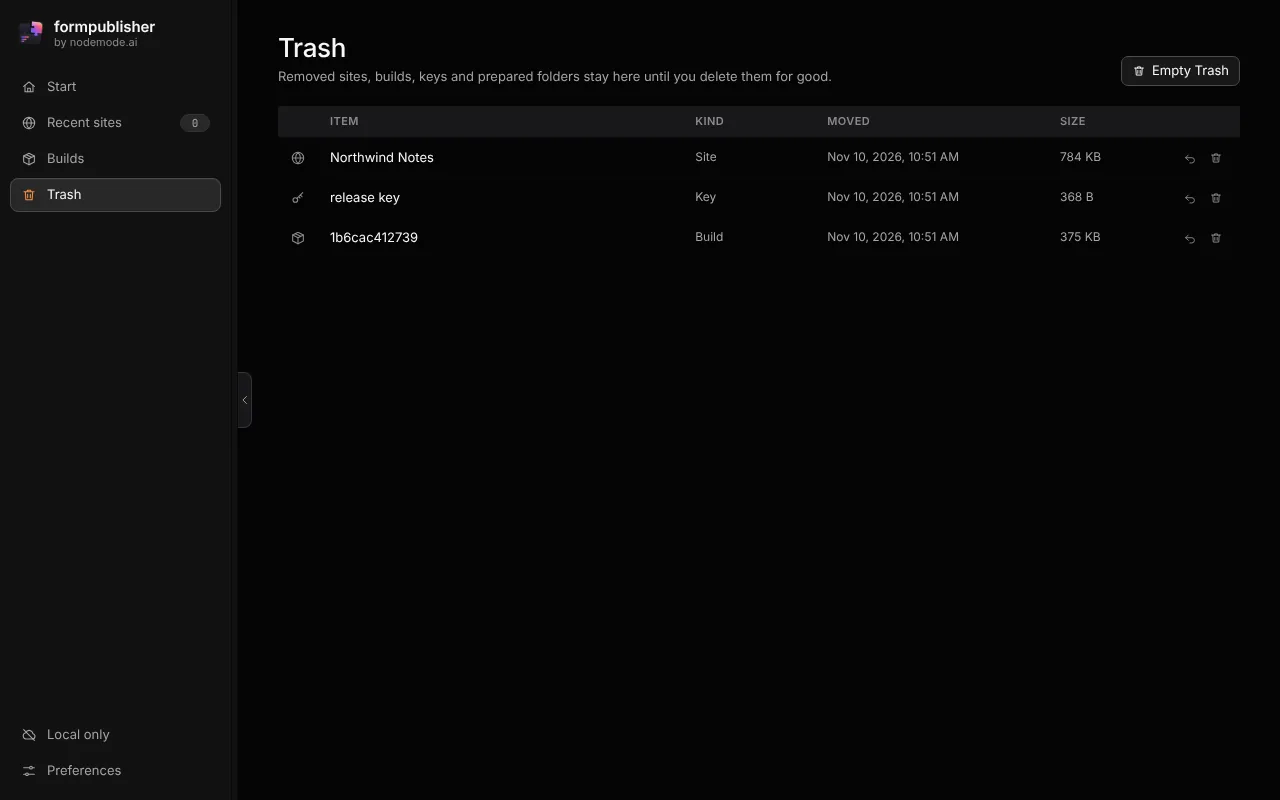 formpublisher
by nodemode.ai
Start
Recent sites 0
Builds
Trash
Local only
Preferences
Trash
Removed sites, builds, keys and prepared folders stay here until you delete them for good.
Empty Trash
ITEM KIND MOVED SIZE
Northwind Notes Site Nov 10, 2026, 10:51 AM 784 KB
release key Key Nov 10, 2026, 10:51 AM 368 B
1b6cac412739 Build Nov 10, 2026, 10:51 AM 375 KB